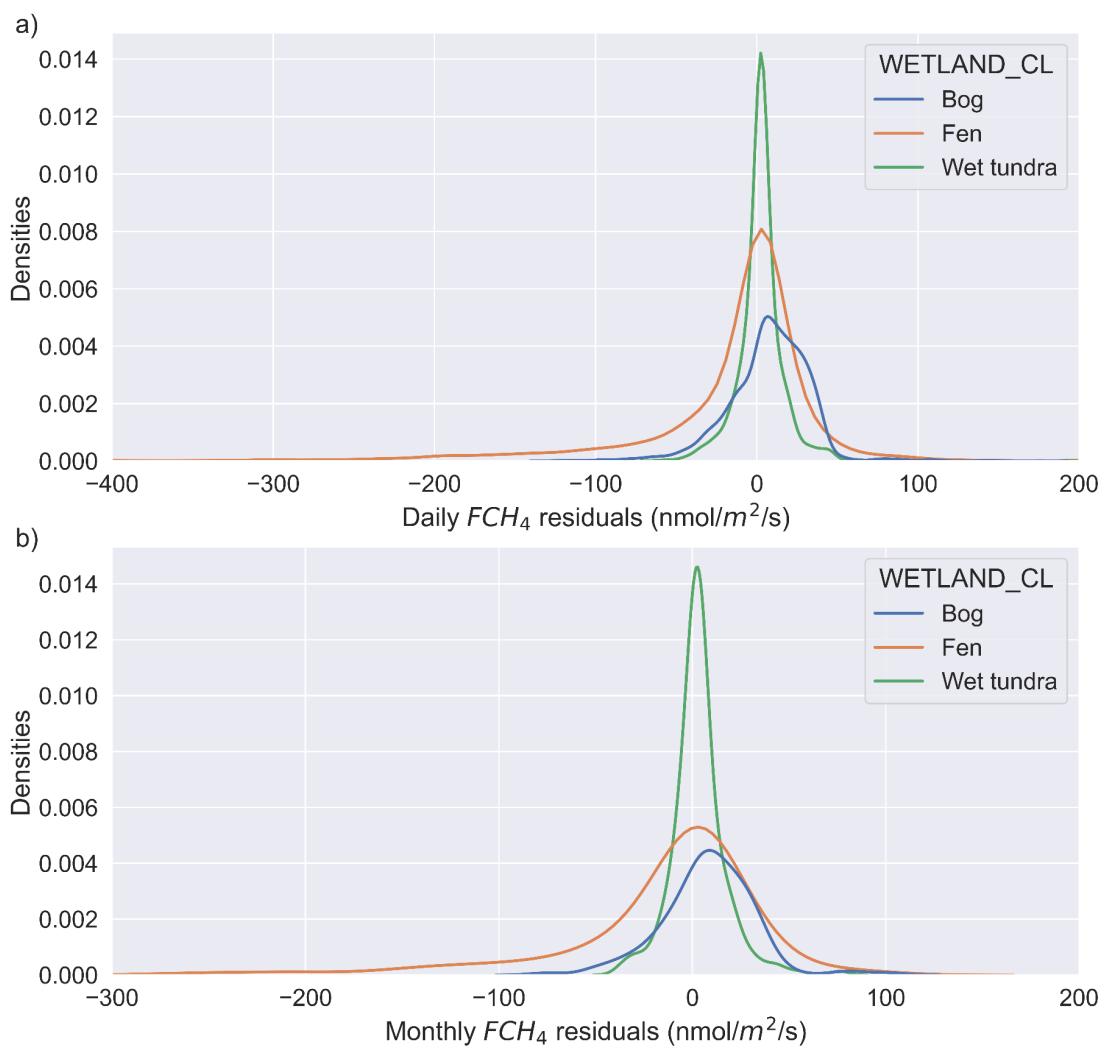 a)
0.014
0.012
0.010
0.008
0.006
0.004
0.002
0.000
Densities
WETLAND_CL
Bog
Fen
Wet tundra
−400 −300 −200 −100 0 100 200
Daily FCH₄ residuals (nmol/m²/s)
b)
0.014
0.012
0.010
0.008
0.006
0.004
0.002
0.000
Densities
WETLAND_CL
Bog
Fen
Wet tundra
−300 −200 −100 0 100 200
Monthly FCH₄ residuals (nmol/m²/s)